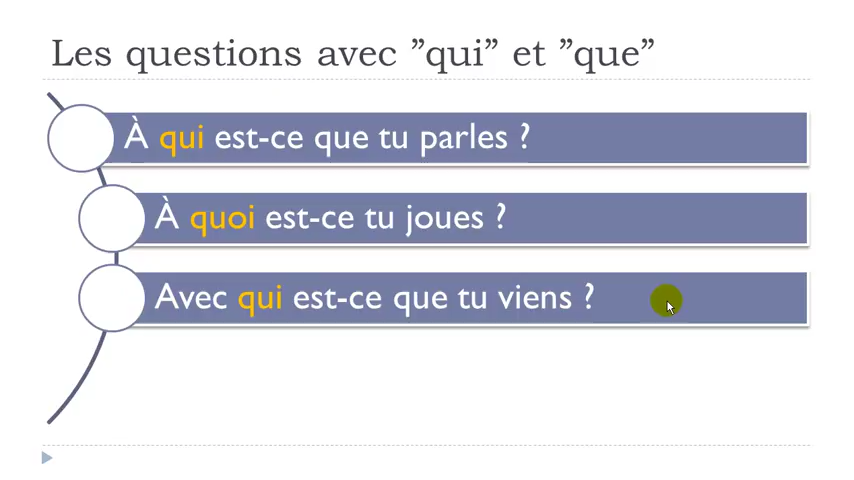 Les questions avec ”qui” et ”que”
À qui est-ce que tu parles ?
À quoi est-ce tu joues ?
Avec qui est-ce que tu viens ?